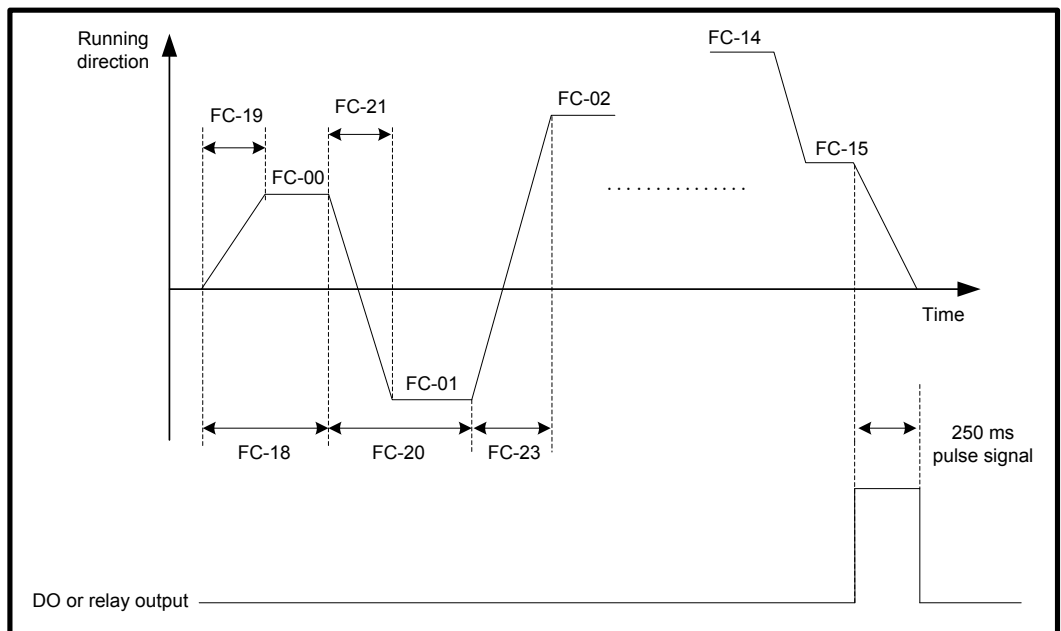 Running
direction
FC-14
FC-21
FC-02
FC-19
FC-15
FC-00
Time
FC-01
FC-18
FC-20
FC-23
250 ms
pulse signal
DO or relay output